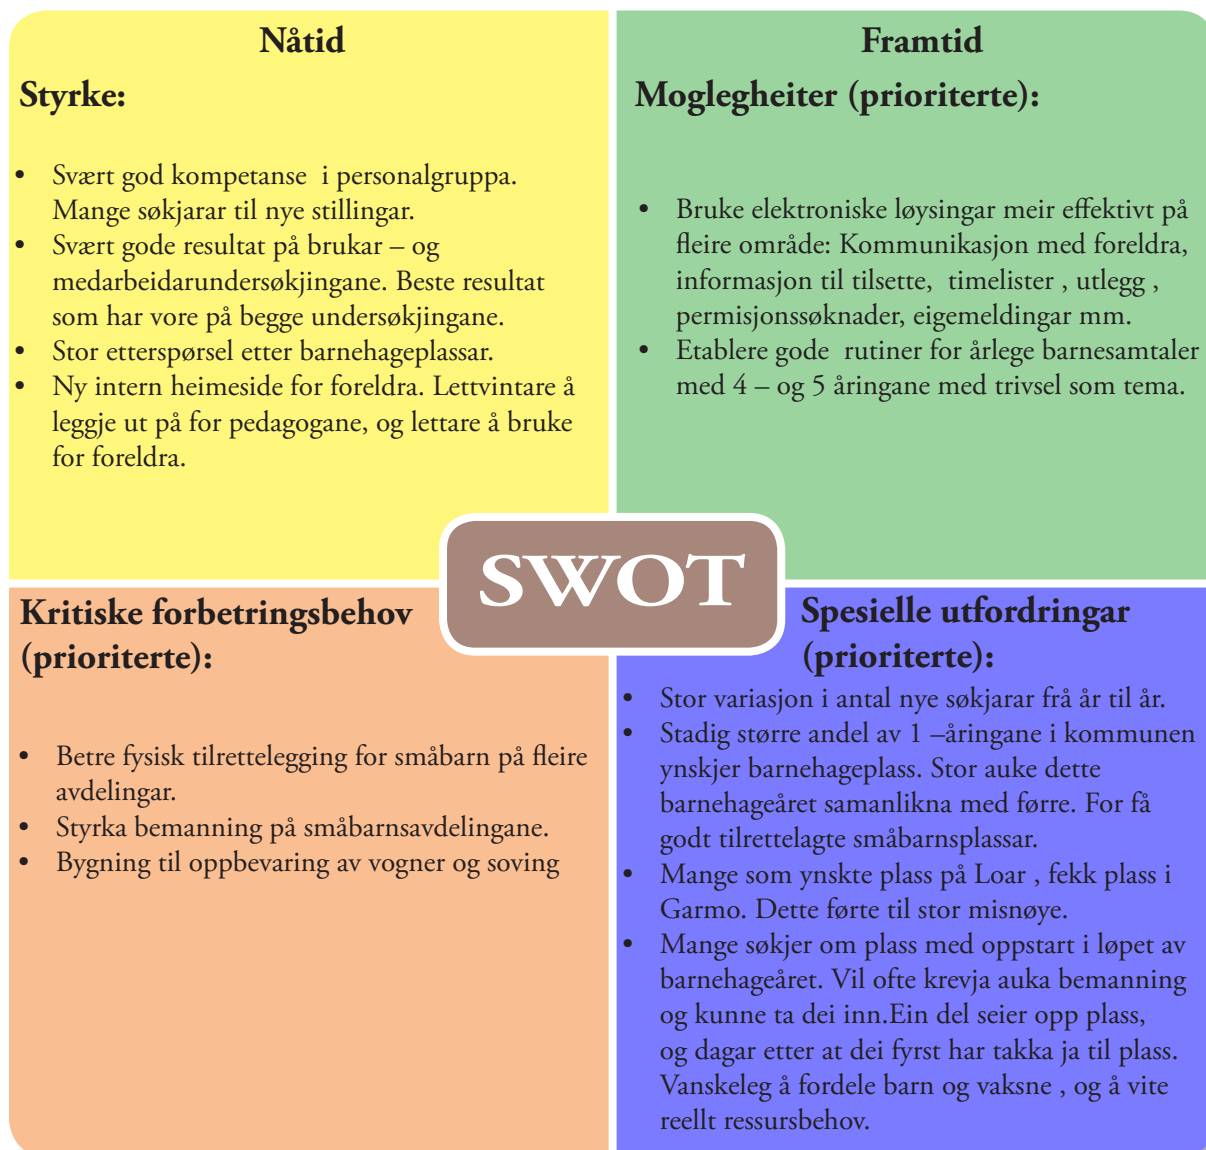 Nåtid
Styrke:
• Svært god kompetanse i personalgruppa.
Mange søkjarar til nye stillingar.
• Svært gode resultat på brukar – og
medarbeidarundersøkjingane. Beste resultat
som har vore på begge undersøkjingane.
• Stor etterspørsel etter barnehageplassar.
• Ny intern heimeside for foreldra. Lettvintare å
leggje ut på for pedagogane, og lettare å bruke
for foreldra.
Framtid
Moglegheiter (prioriterte):
• Bruke elektroniske løysingar meir effektivt på
fleire område: Kommunikasjon med foreldra,
informasjon til tilsette, timelister , utlegg ,
permisjonssøknader, eigemeldingar mm.
• Etablere gode rutiner for årlege barnesamtaler
med 4 – og 5 åringane med trivsel som tema.
SWOT
Kritiske forbetringsbehov
(prioriterte):
• Betre fysisk tilrettelegging for småbarn på fleire
avdelingar.
• Styrka bemanning på småbarnsavdelingane.
• Bygning til oppbevaring av vogner og soving
Spesielle utfordringar
(prioriterte):
• Stor variasjon i antal nye søkjarar frå år til år.
• Stadig større andel av 1 –åringane i kommunen
ynskjer barnehageplass. Stor auke dette
barnehageåret samanlikna med førre. For få
godt tilrettelagte småbarnsplassar.
• Mange som ynskte plass på Loar , fekk plass i
Garmo. Dette førte til stor misnøye.
• Mange søkjer om plass med oppstart i løpet av
barnehageåret. Vil ofte krevja auka bemanning
og kunne ta dei inn.Ein del seier opp plass,
og dagar etter at dei fyrst har takka ja til plass.
Vanskeleg å fordele barn og vaksne , og å vite
reellt ressursbehov.